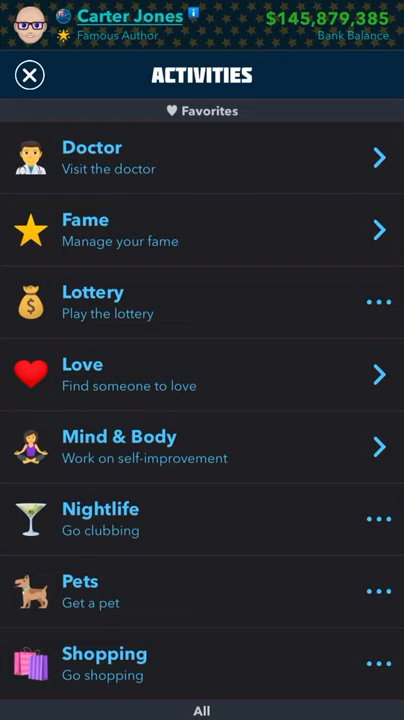 Carter Jones
$145,879,385
Famous Author
Bank Balance
ACTIVITIES
Favorites
Doctor
Visit the doctor
Fame
Manage your fame
Lottery
Play the lottery
Love
Find someone to love
Mind & Body
Work on self-improvement
Nightlife
Go clubbing
Pets
Get a pet
Shopping
Go shopping
All